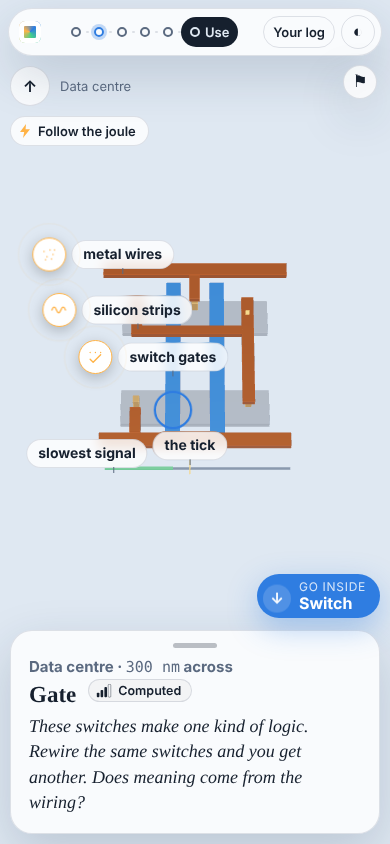 Use
Your log
Data centre
Follow the joule
metal wires
silicon strips
switch gates
the tick
slowest signal
GO INSIDE
Switch
Data centre · 300 nm across
Gate
Computed
These switches make one kind of logic.
Rewire the same switches and you get
another. Does meaning come from the
wiring?